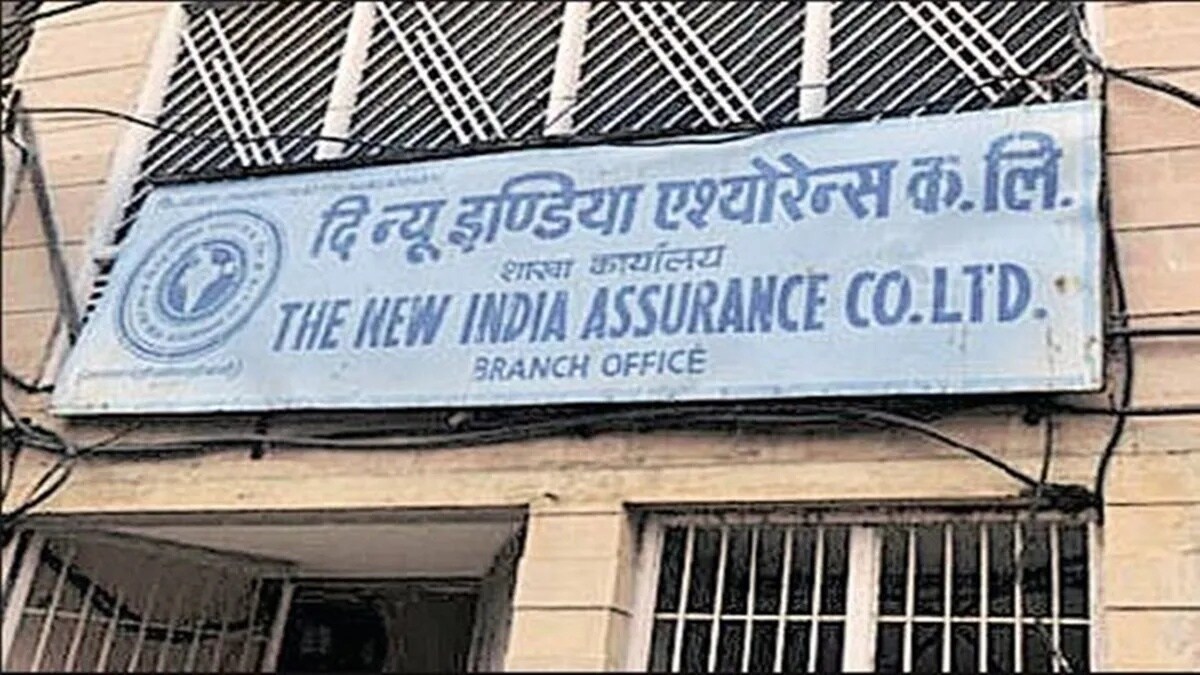 दि न्यू इण्डिया एश्योरेन्स क.लि.
शाखा कार्यालय
THE NEW INDIA ASSURANCE CO.LTD.
BRANCH OFFICE